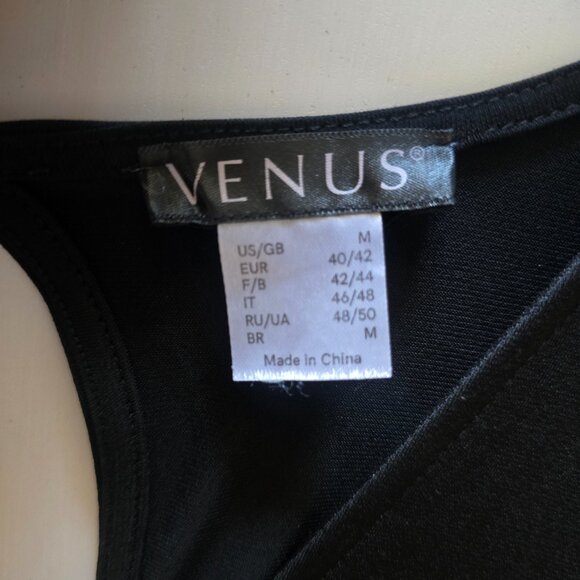 VENUS®
US/GB M
EUR 40/42
F/B 42/44
IT 46/48
RU/UA 48/50
BR M
Made in China